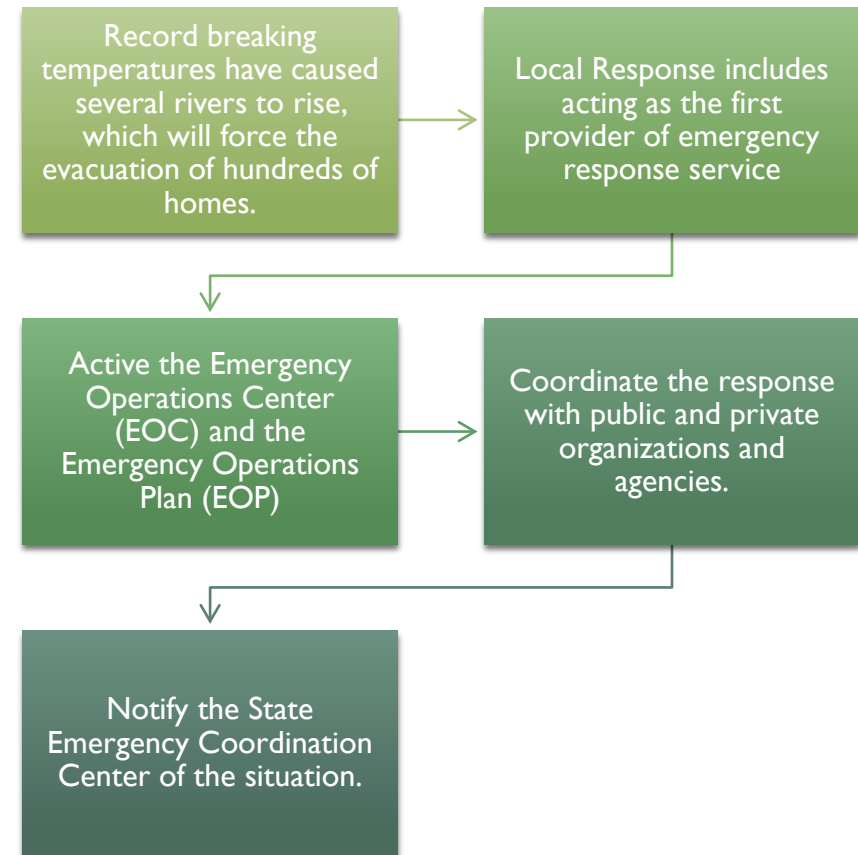 Record breaking
temperatures have caused
several rivers to rise,
which will force the
evacuation of hundreds of
homes.
Local Response includes
acting as the first
provider of emergency
response service
Active the Emergency
Operations Center
(EOC) and the
Emergency Operations
Plan (EOP)
Coordinate the response
with public and private
organizations and
agencies.
Notify the State
Emergency Coordination
Center of the situation.